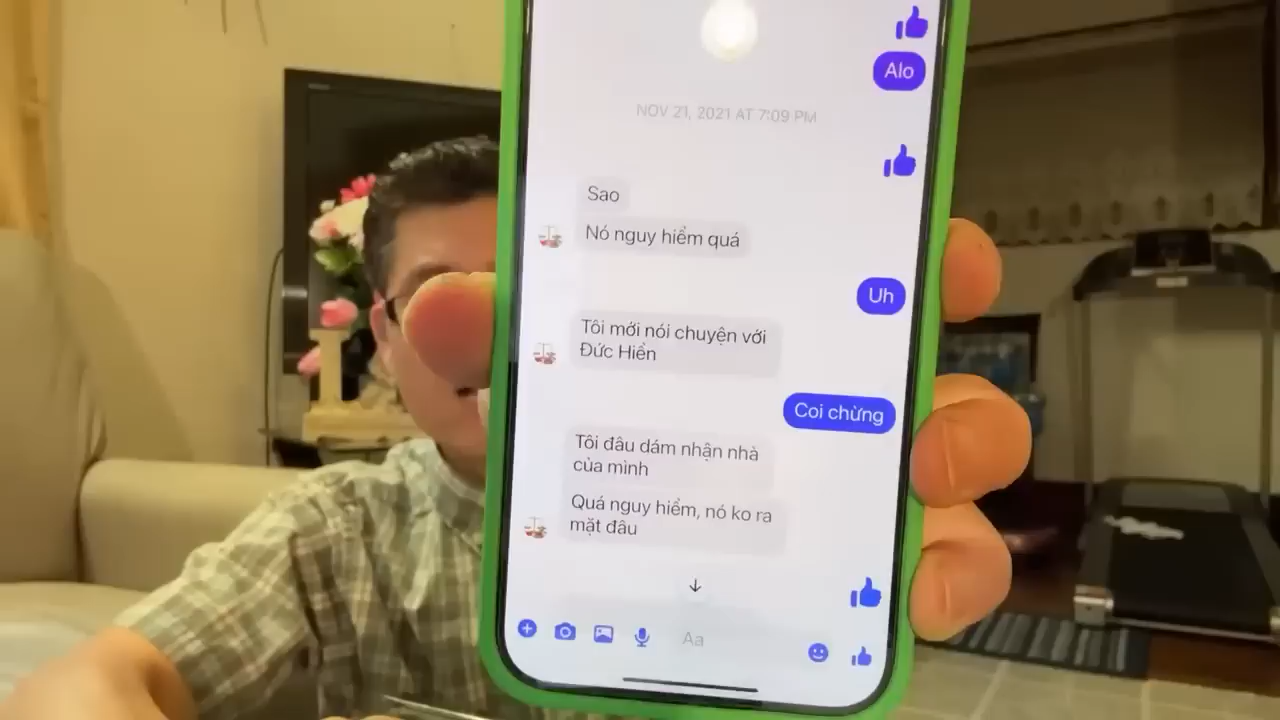 Alo
NOV 21, 2021 AT 7:09 PM
Sao
Nó nguy hiểm quá
Uh
Tôi mới nói chuyện với
Đức Hiển
Coi chừng
Tôi đâu dám nhận nhà
của mình
Quá nguy hiểm, nó ko ra
mặt đâu
Aa